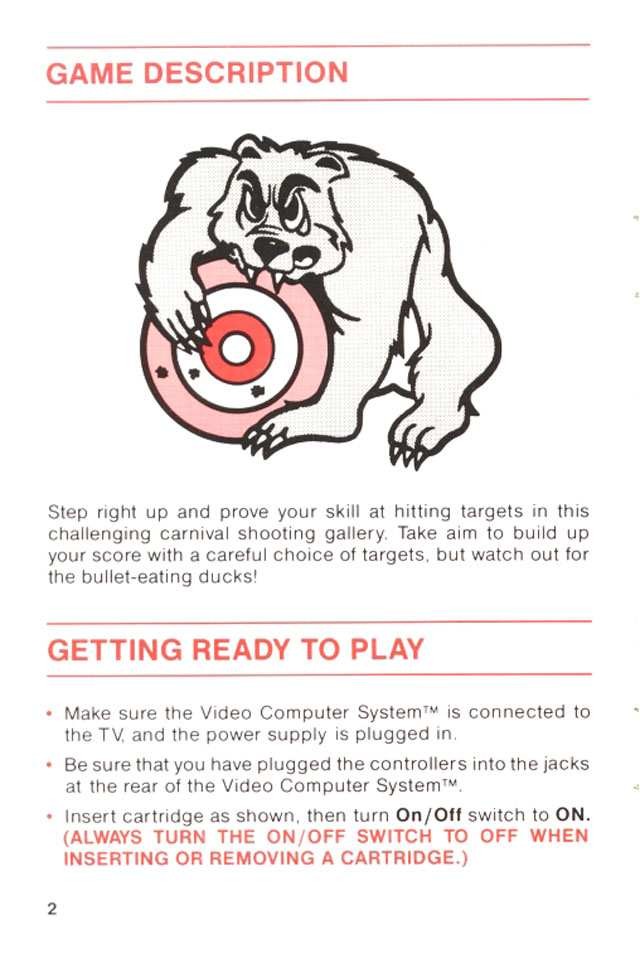 GAME DESCRIPTION
Step right up and prove your skill at hitting targets in this
challenging carnival shooting gallery. Take aim to build up
your score with a careful choice of targets, but watch out for
the bullet-eating ducks!
GETTING READY TO PLAY
• Make sure the Video Computer System™ is connected to
the TV, and the power supply is plugged in.
• Be sure that you have plugged the controllers into the jacks
at the rear of the Video Computer System™.
• Insert cartridge as shown, then turn On/Off switch to ON.
(ALWAYS TURN THE ON/OFF SWITCH TO OFF WHEN
INSERTING OR REMOVING A CARTRIDGE.)
2